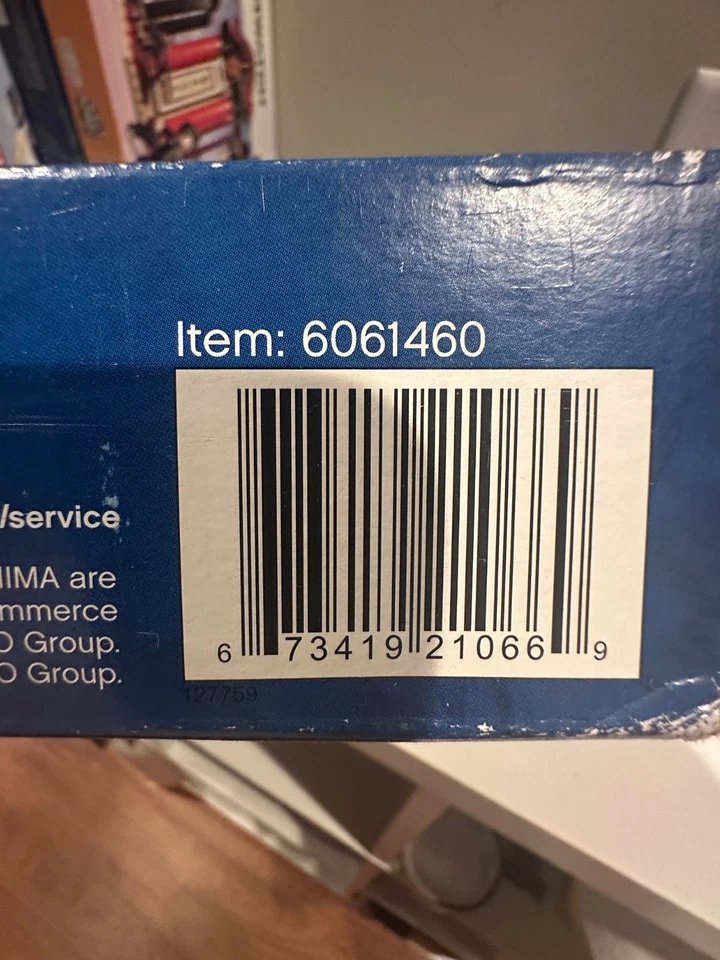 Item: 6061460
/service
IIMA are
mmerce
O Group.
O Group.
6 73419 21066 9
127759